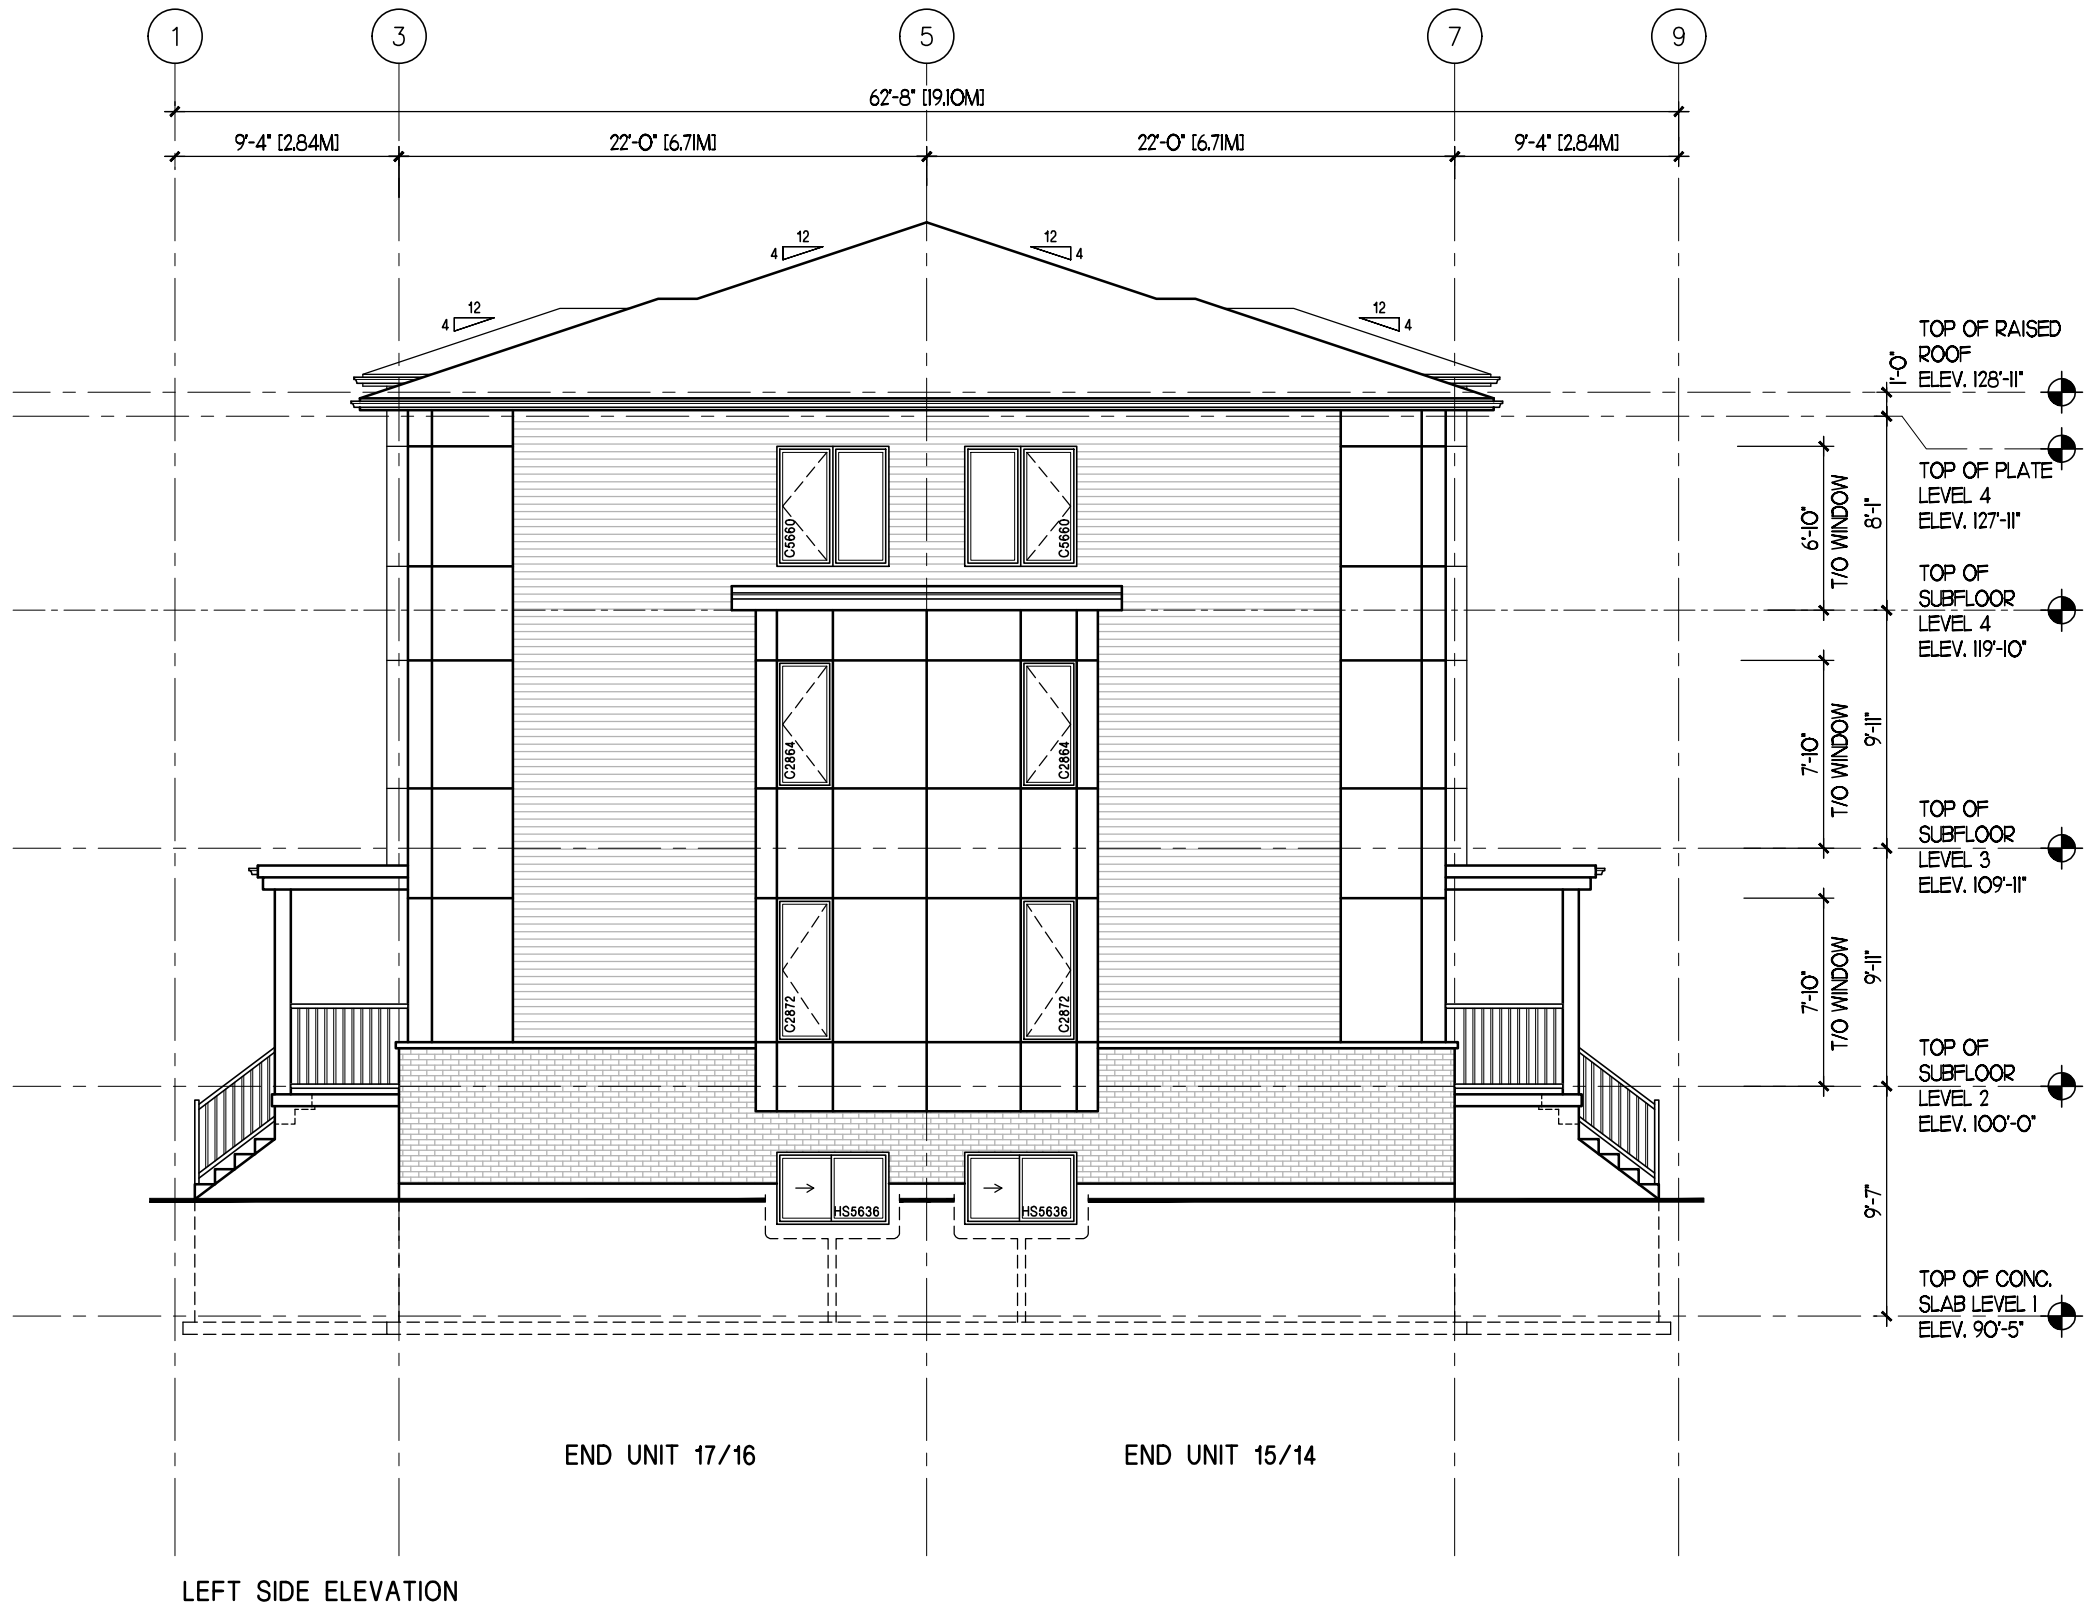 1 3 5 7 9
62'-8" [19.10M]
9'-4" [2.84M] 22'-0" [6.71M] 22'-0" [6.71M] 9'-4" [2.84M]
12 12
4 4
12 12
4 4
TOP OF RAISED
ROOF
ELEV. 128'-11"
1'-0"
TOP OF PLATE
LEVEL 4
ELEV. 127'-11"
6'-10"
T/O WINDOW
8'-1"
C5660 C5660
TOP OF
SUBFLOOR
LEVEL 4
ELEV. 119'-10"
7'-10"
T/O WINDOW
9'-11"
C2864 C2864
TOP OF
SUBFLOOR
LEVEL 3
ELEV. 109'-11"
7'-10"
T/O WINDOW
9'-11"
C2872 C2872
TOP OF
SUBFLOOR
LEVEL 2
ELEV. 100'-0"
9'-7"
HS5636 HS5636
TOP OF CONC.
SLAB LEVEL 1
ELEV. 90'-5"
END UNIT 17/16 END UNIT 15/14
LEFT SIDE ELEVATION